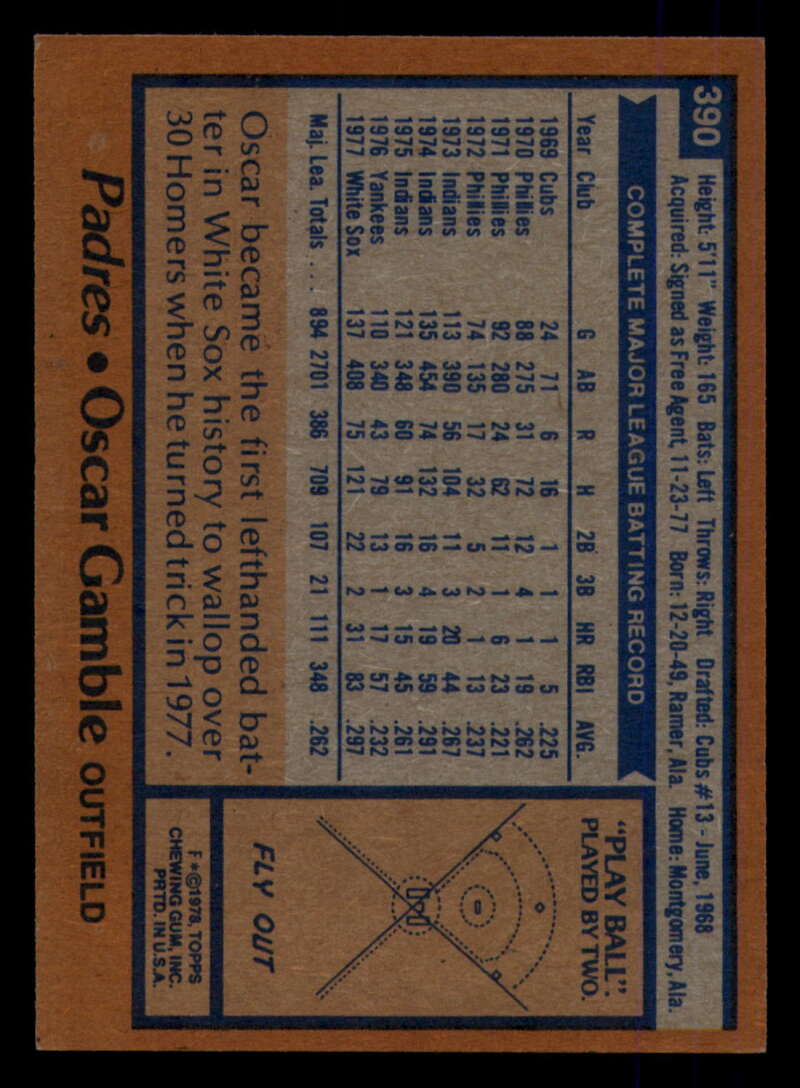 390
Height: 5'11" Weight: 165 Bats: Left Throws: Right Drafted: Cubs #13 - June, 1968
Acquired: Signed as Free Agent, 11-23-77 Born: 12-20-49, Ramer, Ala. Home: Montgomery, Ala.
COMPLETE MAJOR LEAGUE BATTING RECORD
Year Club G AB R H 2B 3B HR RBI AVG.
1969 Cubs 24 71 6 16 1 1 1 5 .225
1970 Phillies 88 275 31 72 12 4 1 19 .262
1971 Phillies 92 280 24 62 11 1 6 23 .221
1972 Phillies 74 135 17 32 5 2 1 13 .237
1973 Indians 113 390 56 104 11 3 20 44 .267
1974 Indians 135 454 74 132 16 4 19 59 .291
1975 Indians 121 348 60 91 16 3 15 45 .261
1976 Yankees 110 340 43 79 13 1 17 57 .232
1977 White Sox 137 408 75 121 22 2 31 83 .297
Maj. Lea. Totals . . . 894 2701 386 709 107 21 111 348 .262
Oscar became the first lefthanded bat-
ter in White Sox history to wallop over
30 Homers when he turned trick in 1977.
"PLAY BALL".
PLAYED BY TWO.
FLY OUT
F*©1978, TOPPS
CHEWING GUM, INC.
PRTD. IN U.S.A.
Padres • Oscar Gamble OUTFIELD